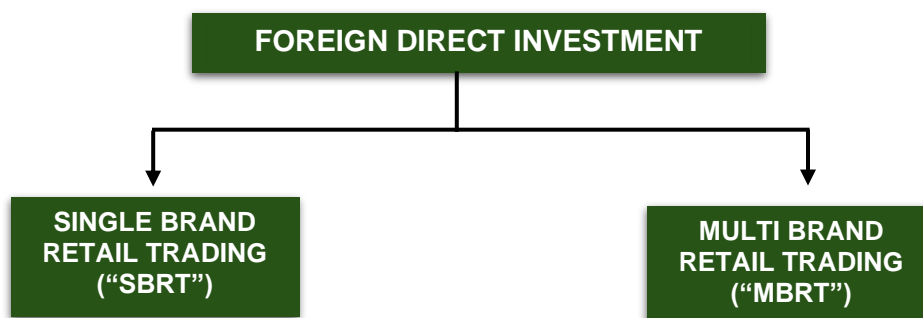 FOREIGN DIRECT INVESTMENT
SINGLE BRAND
RETAIL TRADING
(“SBRT”)
MULTI BRAND
RETAIL TRADING
(“MBRT”)